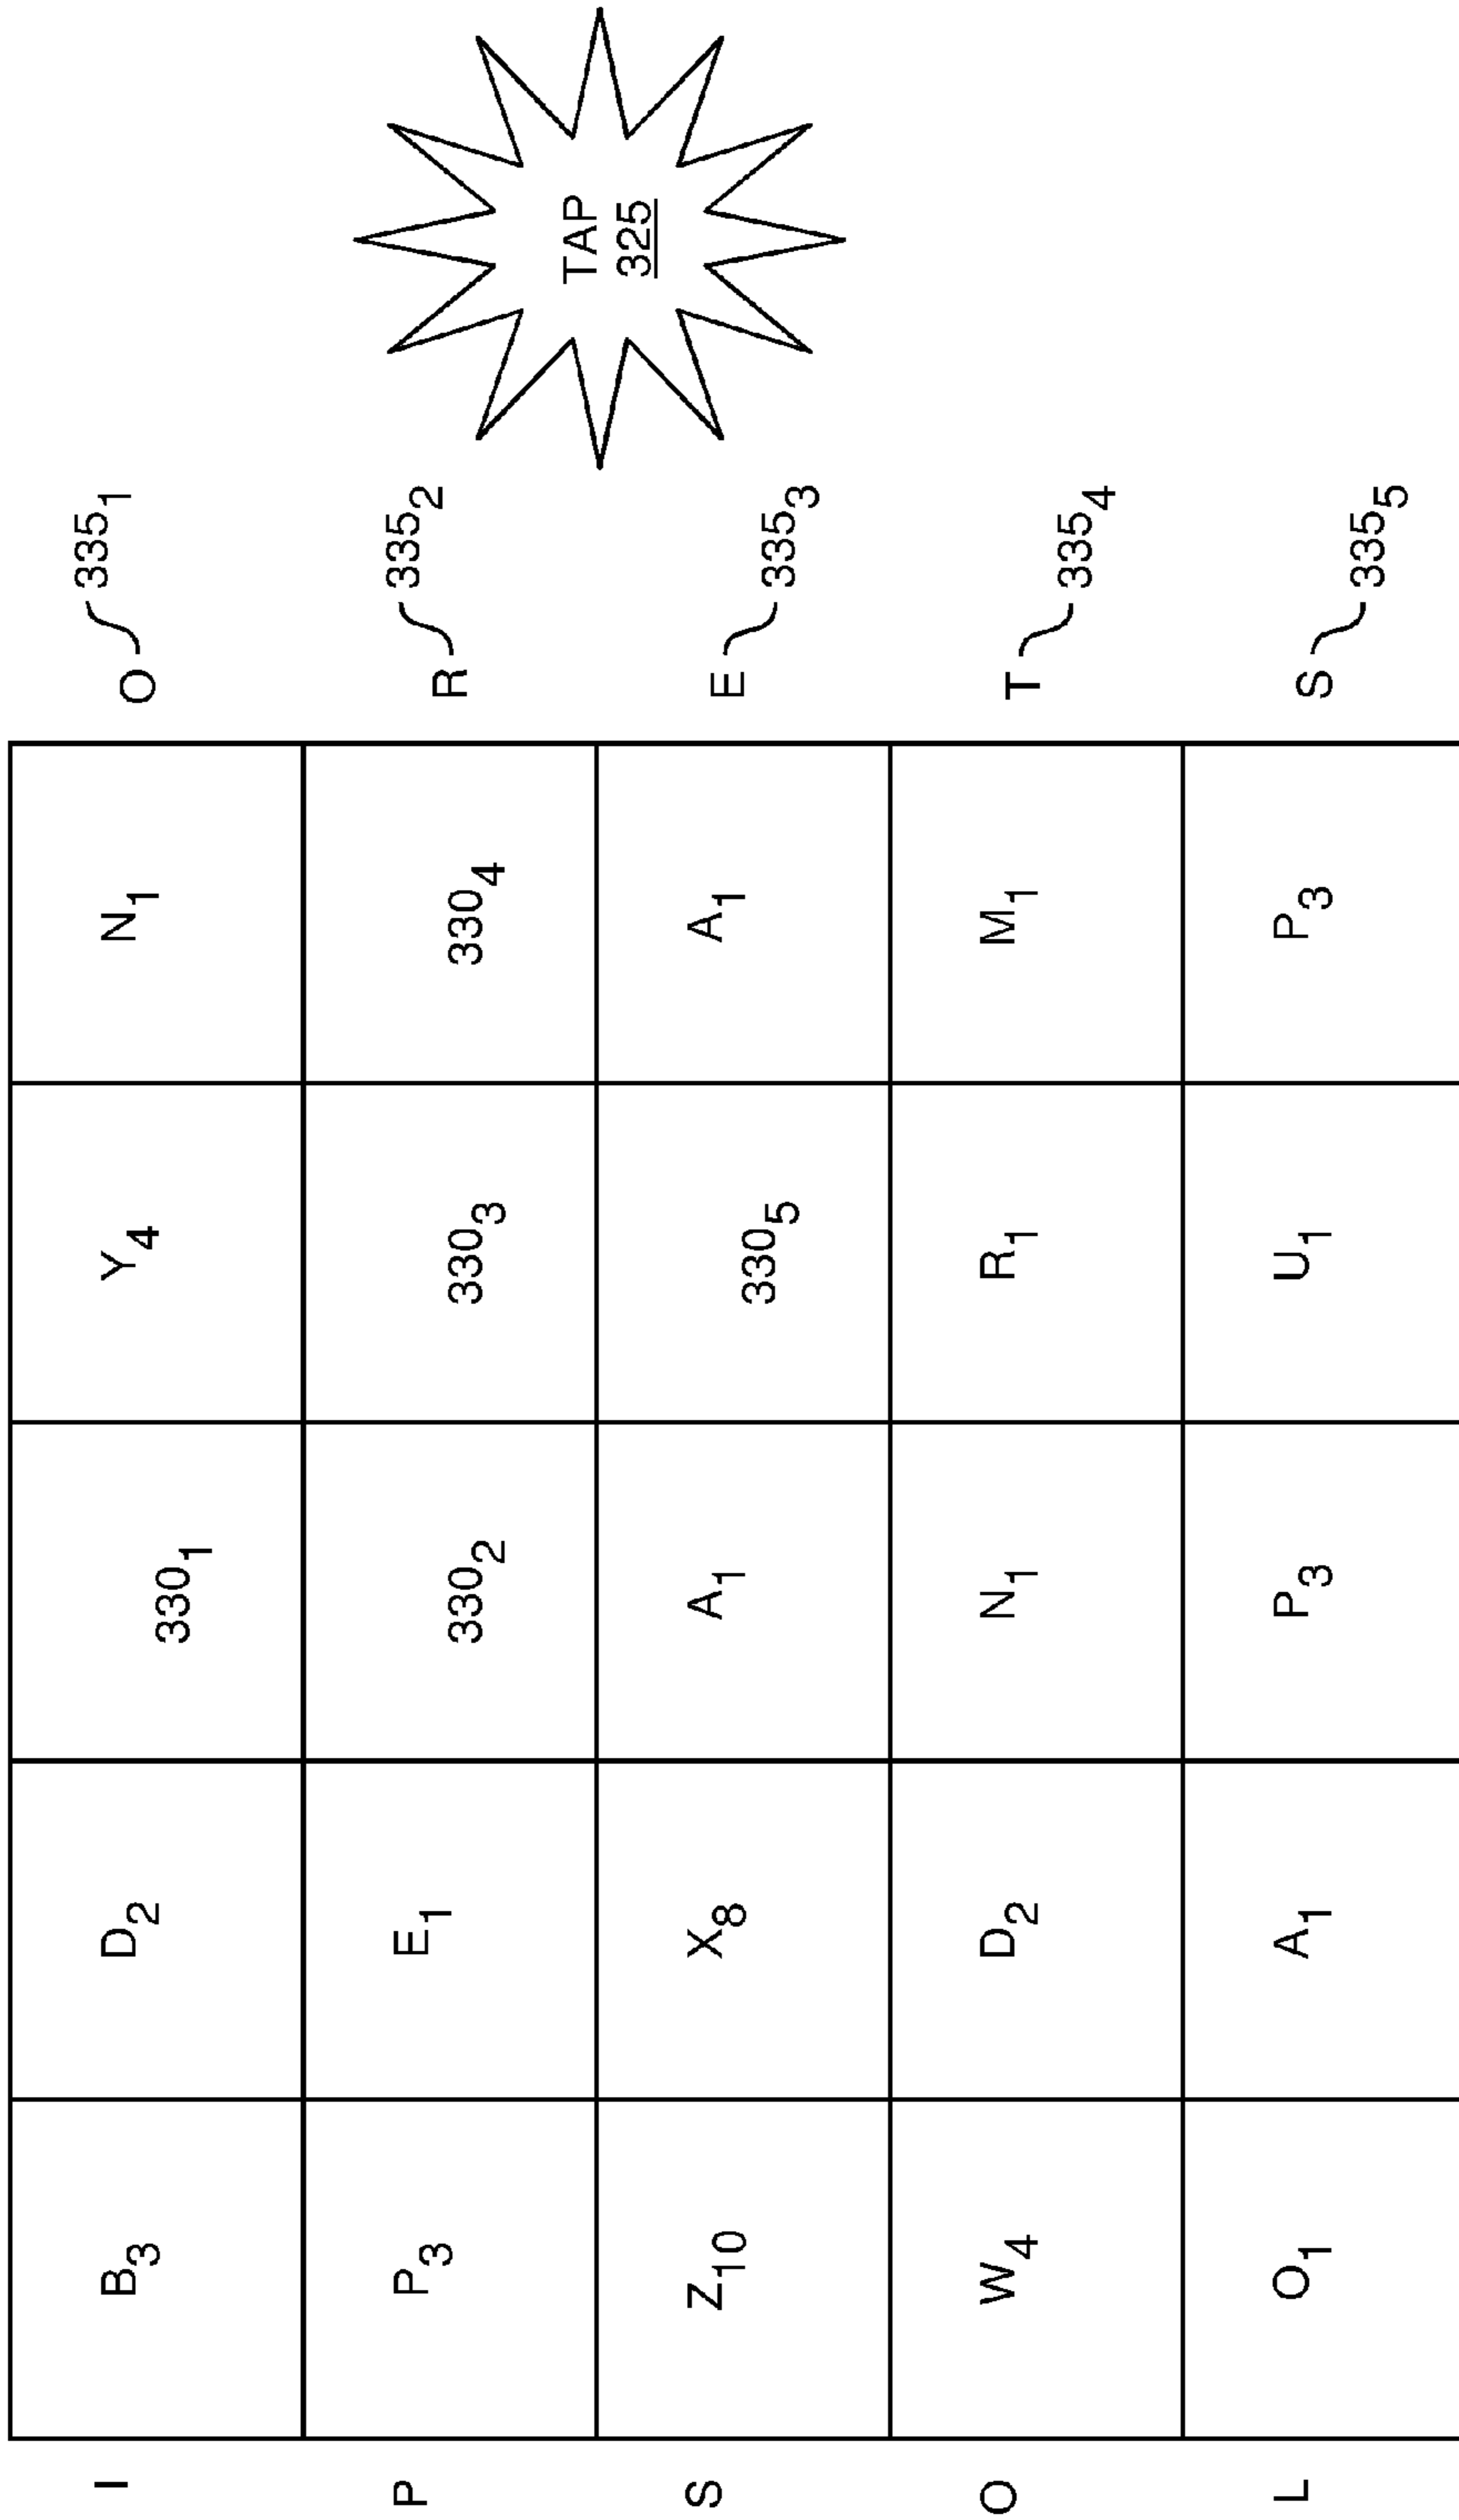 I B₃ D₂ 330₁ Y₄ N₁ O 335₁
P P₃ E₁ 330₂ 330₃ 330₄ R 335₂
TAP
325
S Z₁₀ X₈ A₁ 330₅ A₁ E 335₃
O W₄ D₂ N₁ R₁ M₁ T 335₄
L O₁ A₁ P₃ U₁ P₃ S 335₅